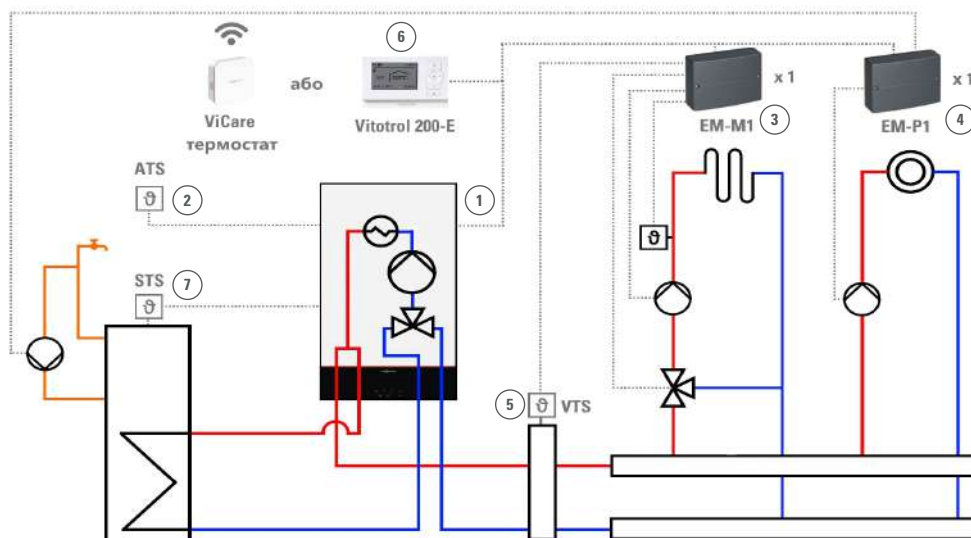 6
або
x 1
x 1
ViCare
термостат
Vitotrol 200-E
EM-M1
3
EM-P1
4
ATS
2
1
STS
7
5
VTS
ϑ
ϑ
ϑ
ϑ